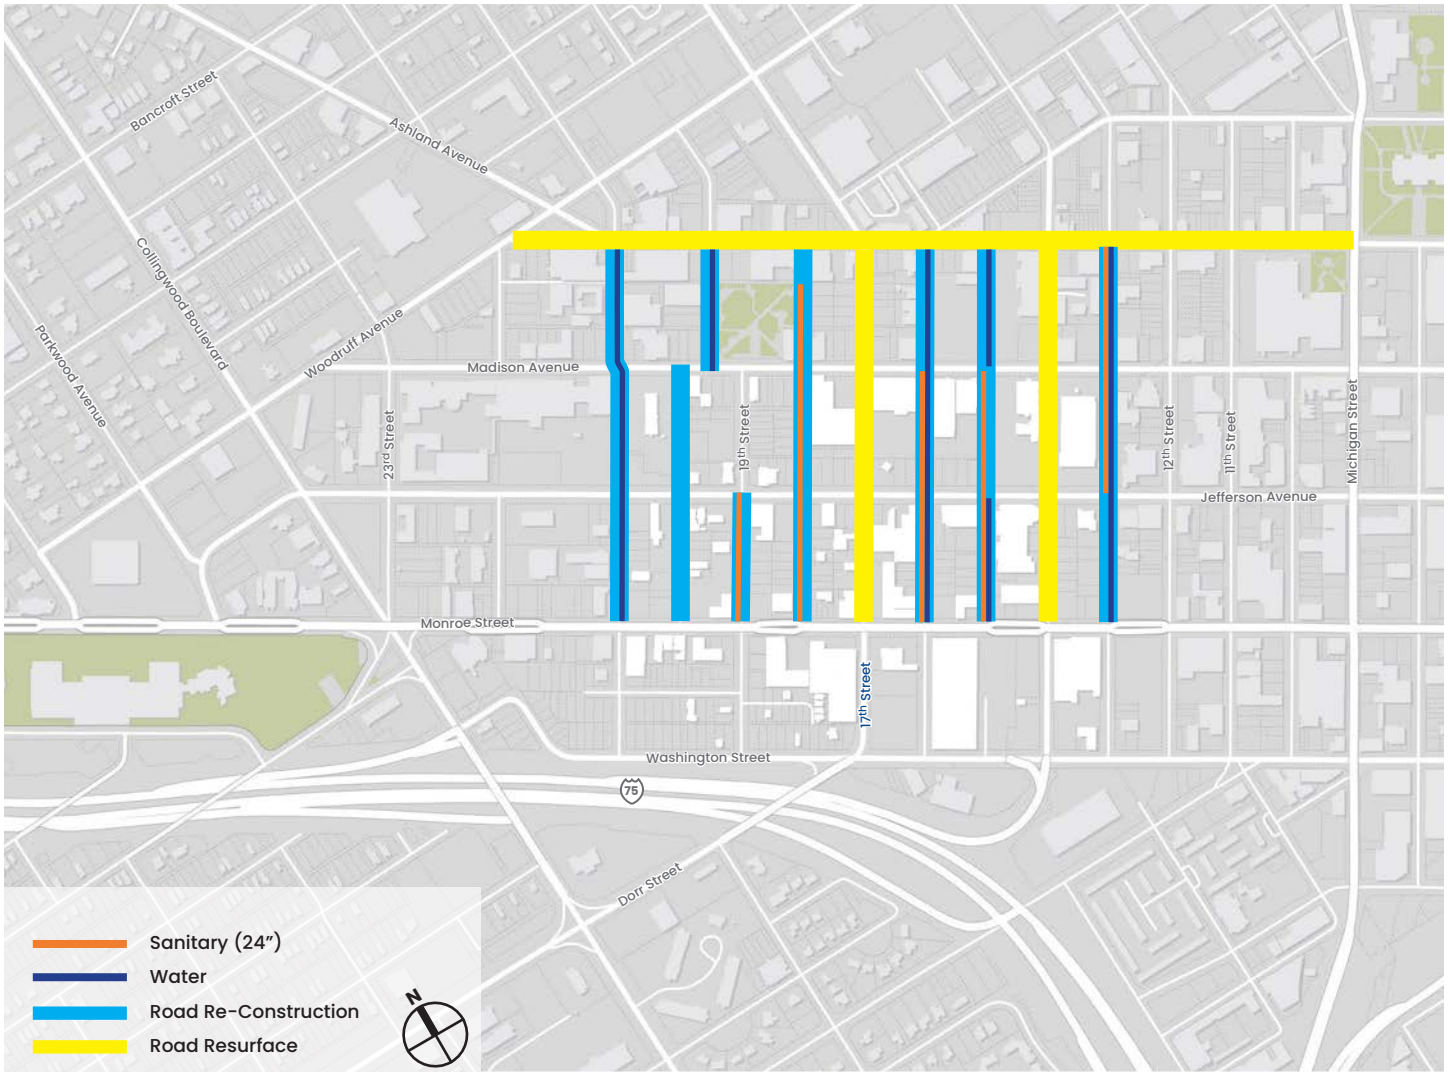 Bancroft Street
Ashland Avenue
Collingwood Boulevard
Parkwood Avenue
Woodruff Avenue
Madison Avenue
23rd Street
19th Street
12th Street
11th Street
Michigan Street
Jefferson Avenue
Monroe Street
17th Street
Washington Street
75
Dorr Street
Sanitary (24”)
Water
Road Re-Construction
Road Resurface
N